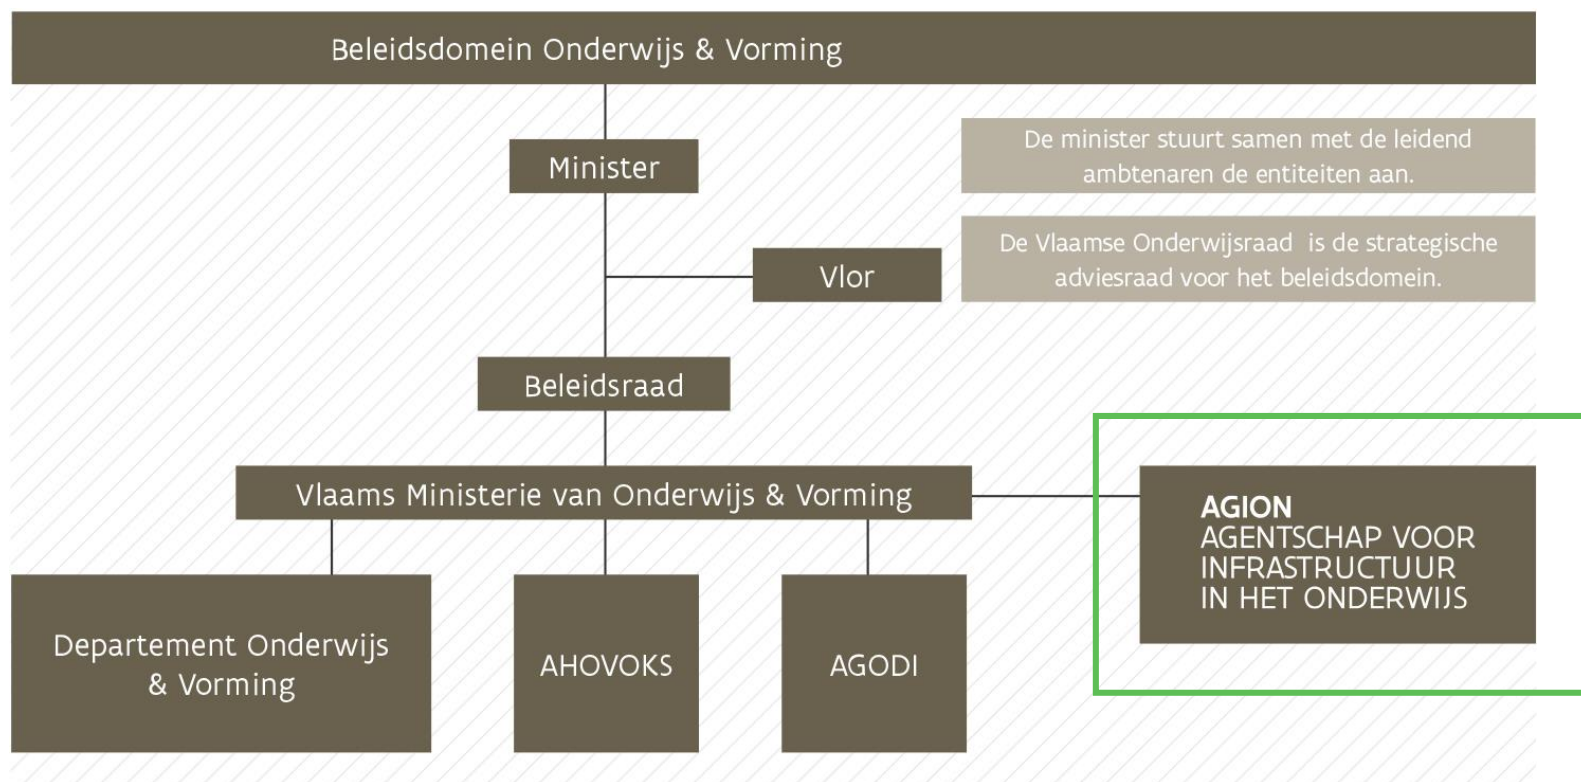 Beleidsdomein Onderwijs & Vorming
Minister
De minister stuurt samen met de leidend
ambtenaren de entiteiten aan.
Vlor
De Vlaamse Onderwijsraad is de strategische
adviesraad voor het beleidsdomein.
Beleidsraad
Vlaams Ministerie van Onderwijs & Vorming
AGION
AGENTSCHAP VOOR
INFRASTRUCTUUR
IN HET ONDERWIJS
Departement Onderwijs
& Vorming
AHOVOKS
AGODI